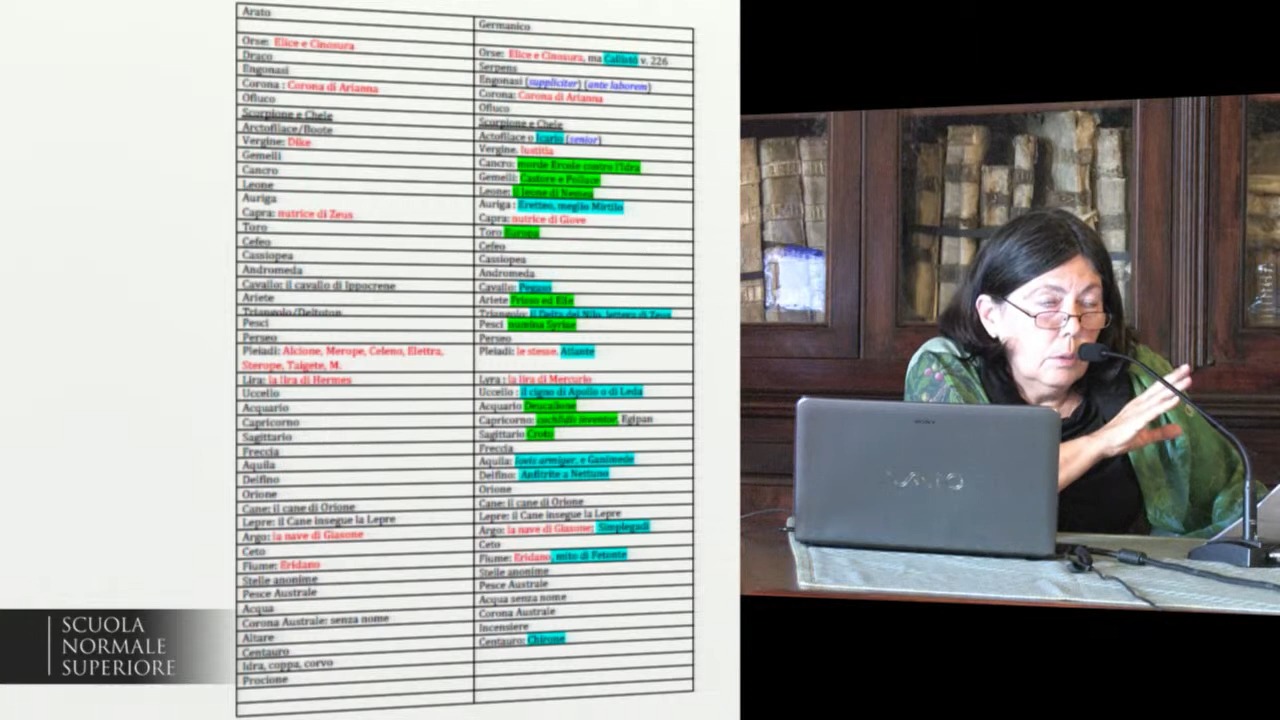 Arato
Germanico
Orse: Elice e Cinosura
Orse: Elice e Cinosura, ma Callistò v. 226
Draco
Serpens
Engonasi
Engonasi (suppliciter) (ante laborem)
Corona : Corona di Arianna
Corona: Corona di Arianna
Ofiuco
Ofiuco
Scorpione e Chele
Scorpione e Chele
Arctofilace/Boote
Actofilace o Icario (senior)
Vergine: Dike
Vergine. Iustitia
Gemelli
Cancro: morde Ercole contro l'Idra
Cancro
Gemelli: Castore e Polluce
Leone
Leone: il leone di Nemea
Auriga
Auriga : Eretteo, meglio Mirtilo
Capra: nutrice di Zeus
Capra: nutrice di Giove
Toro
Toro Europa
Cefeo
Cefeo
Cassiopea
Cassiopea
Andromeda
Andromeda
Cavallo: il cavallo di Ippocrene
Cavallo: Pegaso
Ariete
Ariete Frisso ed Elle
Triangolo/Deltoton
Triangolo: il Delta del Nilo, lettera di Zeus
Pesci
Pesci numina Syriae
Perseo
Perseo
Pleiadi: Alcione, Merope, Celeno, Elettra,
Sterope, Taigete, M.
Pleiadi: le stesse, Atlante
Lira: la lira di Hermes
Lyra : la lira di Mercurio
Uccello
Uccello : il cigno di Apollo o di Leda
Acquario
Acquario Deucalione
Capricorno
Capricorno: cochlidis inventor, Egipan
Sagittario
Sagittario Croto
Freccia
Freccia
Aquila
Aquila: Iovis armiger, e Ganimede
Delfino
Delfino: Anfitrite a Nettuno
Orione
Orione
Cane: il cane di Orione
Cane: il cane di Orione
Lepre: il Cane insegue la Lepre
Lepre: il Cane insegue la Lepre
Argo: la nave di Giasone
Argo: la nave di Giasone; Simplegadi
Ceto
Ceto
Fiume: Eridano
Fiume: Eridano, mito di Fetonte
Stelle anonime
Stelle anonime
Pesce Australe
Pesce Australe
Acqua
Acqua senza nome
Corona Australe: senza nome
Corona Australe
Altare
Incensiere
Centauro
Centauro: Chirone
Idra, coppa, corvo
Procione
SCUOLA
NORMALE
SUPERIORE
SONY
VAIO